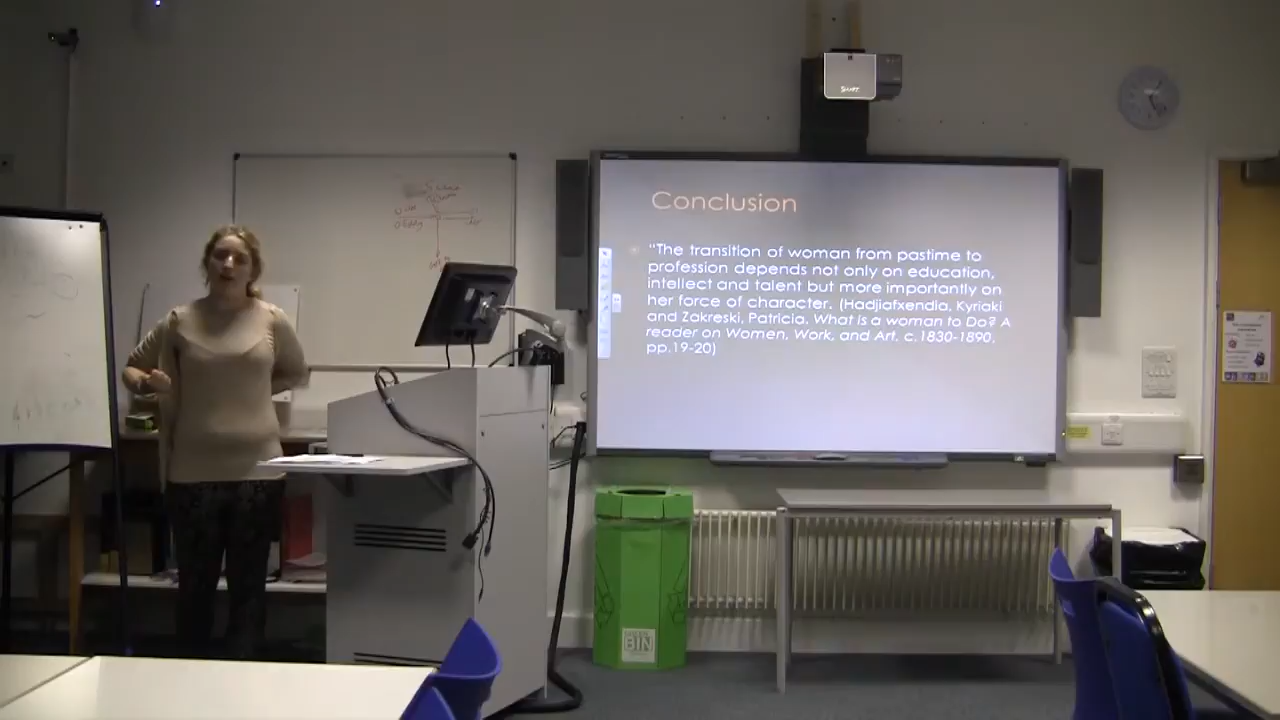 SMART
Conclusion
"The transition of woman from pastime to
profession depends not only on education,
intellect and talent but more importantly on
her force of character. (Hadjiafxendia, Kyriaki
and Zakreski, Patricia, What is a woman to Do? A
reader on Women, Work, and Art, c.1830-1890,
pp.19-20)
BIN